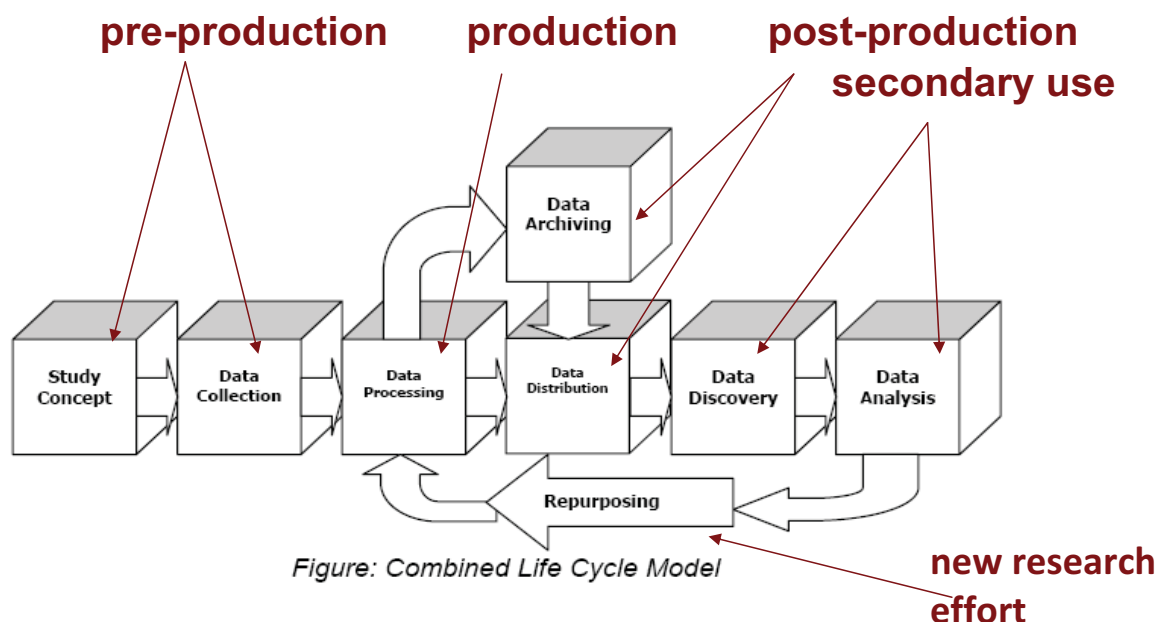 pre-production
production
post-production
secondary use
Data
Archiving
Study
Concept
Data
Collection
Data
Processing
Data
Distribution
Data
Discovery
Data
Analysis
Repurposing
Figure: Combined Life Cycle Model
new research
effort